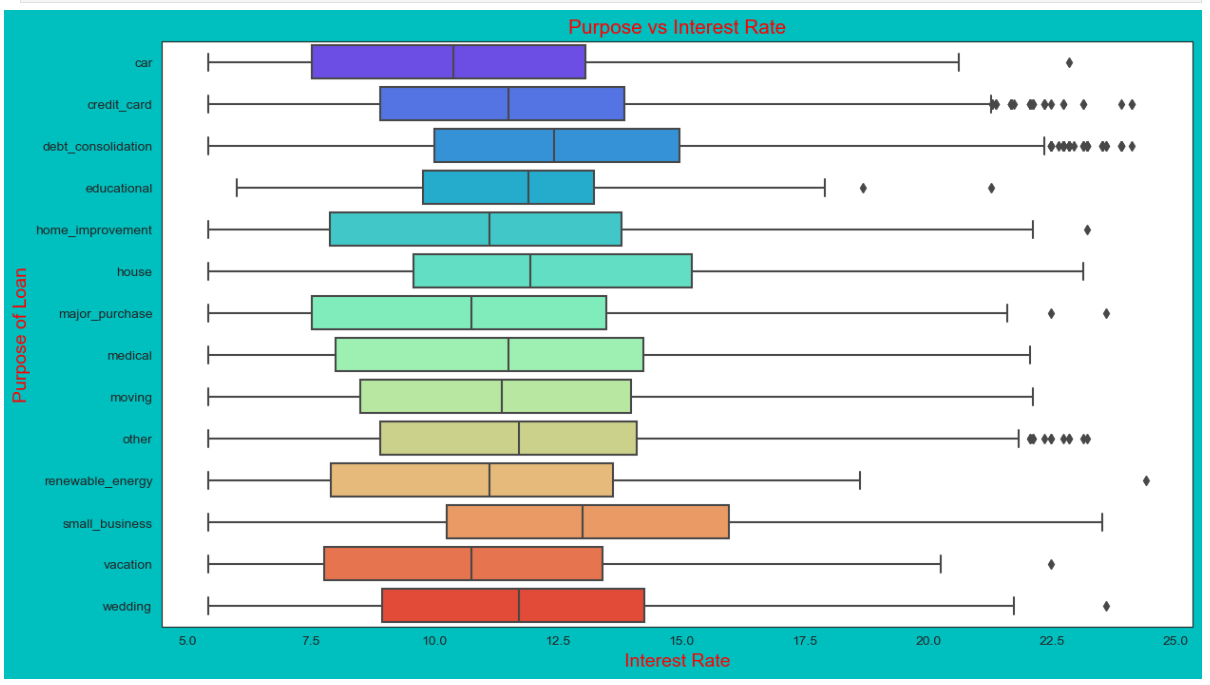 Purpose vs Interest Rate
Purpose of Loan
car
credit_card
debt_consolidation
educational
home_improvement
house
major_purchase
medical
moving
other
renewable_energy
small_business
vacation
wedding
5.0 7.5 10.0 12.5 15.0 17.5 20.0 22.5 25.0
Interest Rate